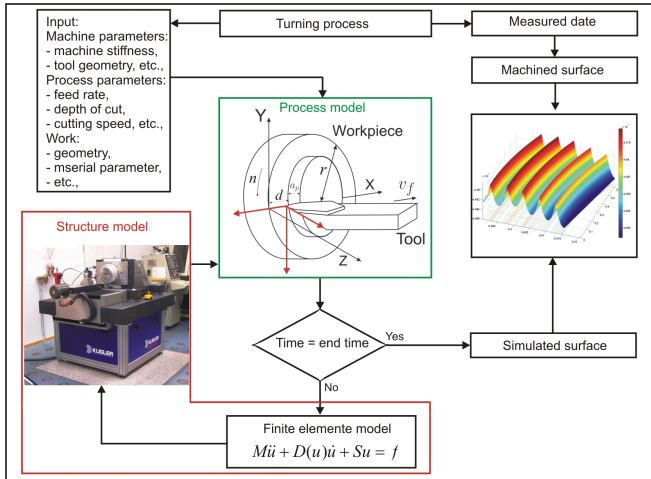 Input:
Machine parameters:
- machine stiffness,
- tool geometry, etc.,
Process parameters:
- feed rate,
- depth of cut,
- cutting speed, etc.,
Work:
- geometry,
- mserial parameter,
- etc.,
Turning process
Measured date
Machined surface
Process model
Y
Workpiece
n
d
a_p
r
X
v_f
Tool
Z
Structure model
KUGLER
KUGLER
Time = end time
Yes
No
Simulated surface
Finite elemente model
Mü + D(u)u̇ + Su = f